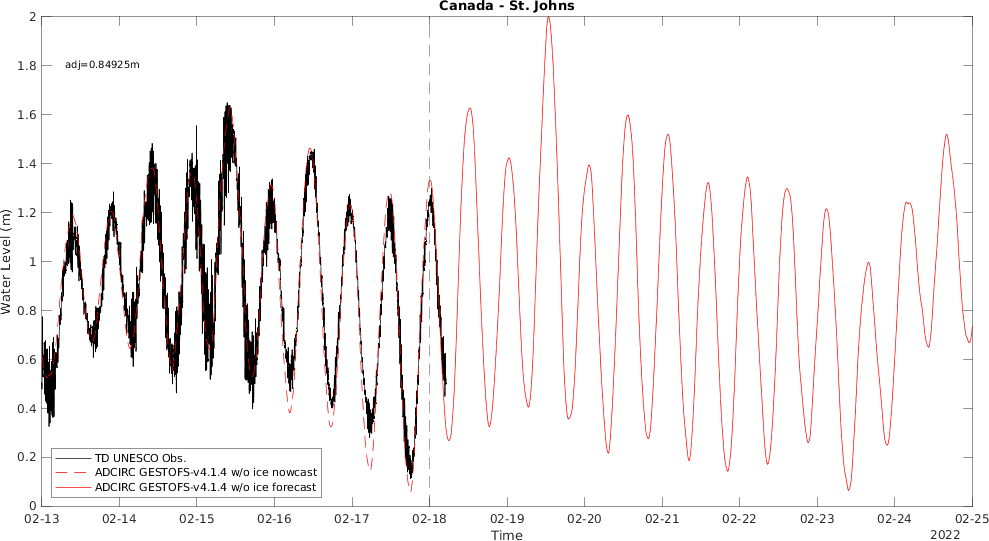 Canada - St. Johns
adj=0.84925m
Water Level (m)
2
1.8
1.6
1.4
1.2
1
0.8
0.6
0.4
0.2
0
TD UNESCO Obs.
ADCIRC GESTOFS-v4.1.4 w/o ice nowcast
ADCIRC GESTOFS-v4.1.4 w/o ice forecast
02-13 02-14 02-15 02-16 02-17 02-18 02-19 02-20 02-21 02-22 02-23 02-24 02-25
Time
2022